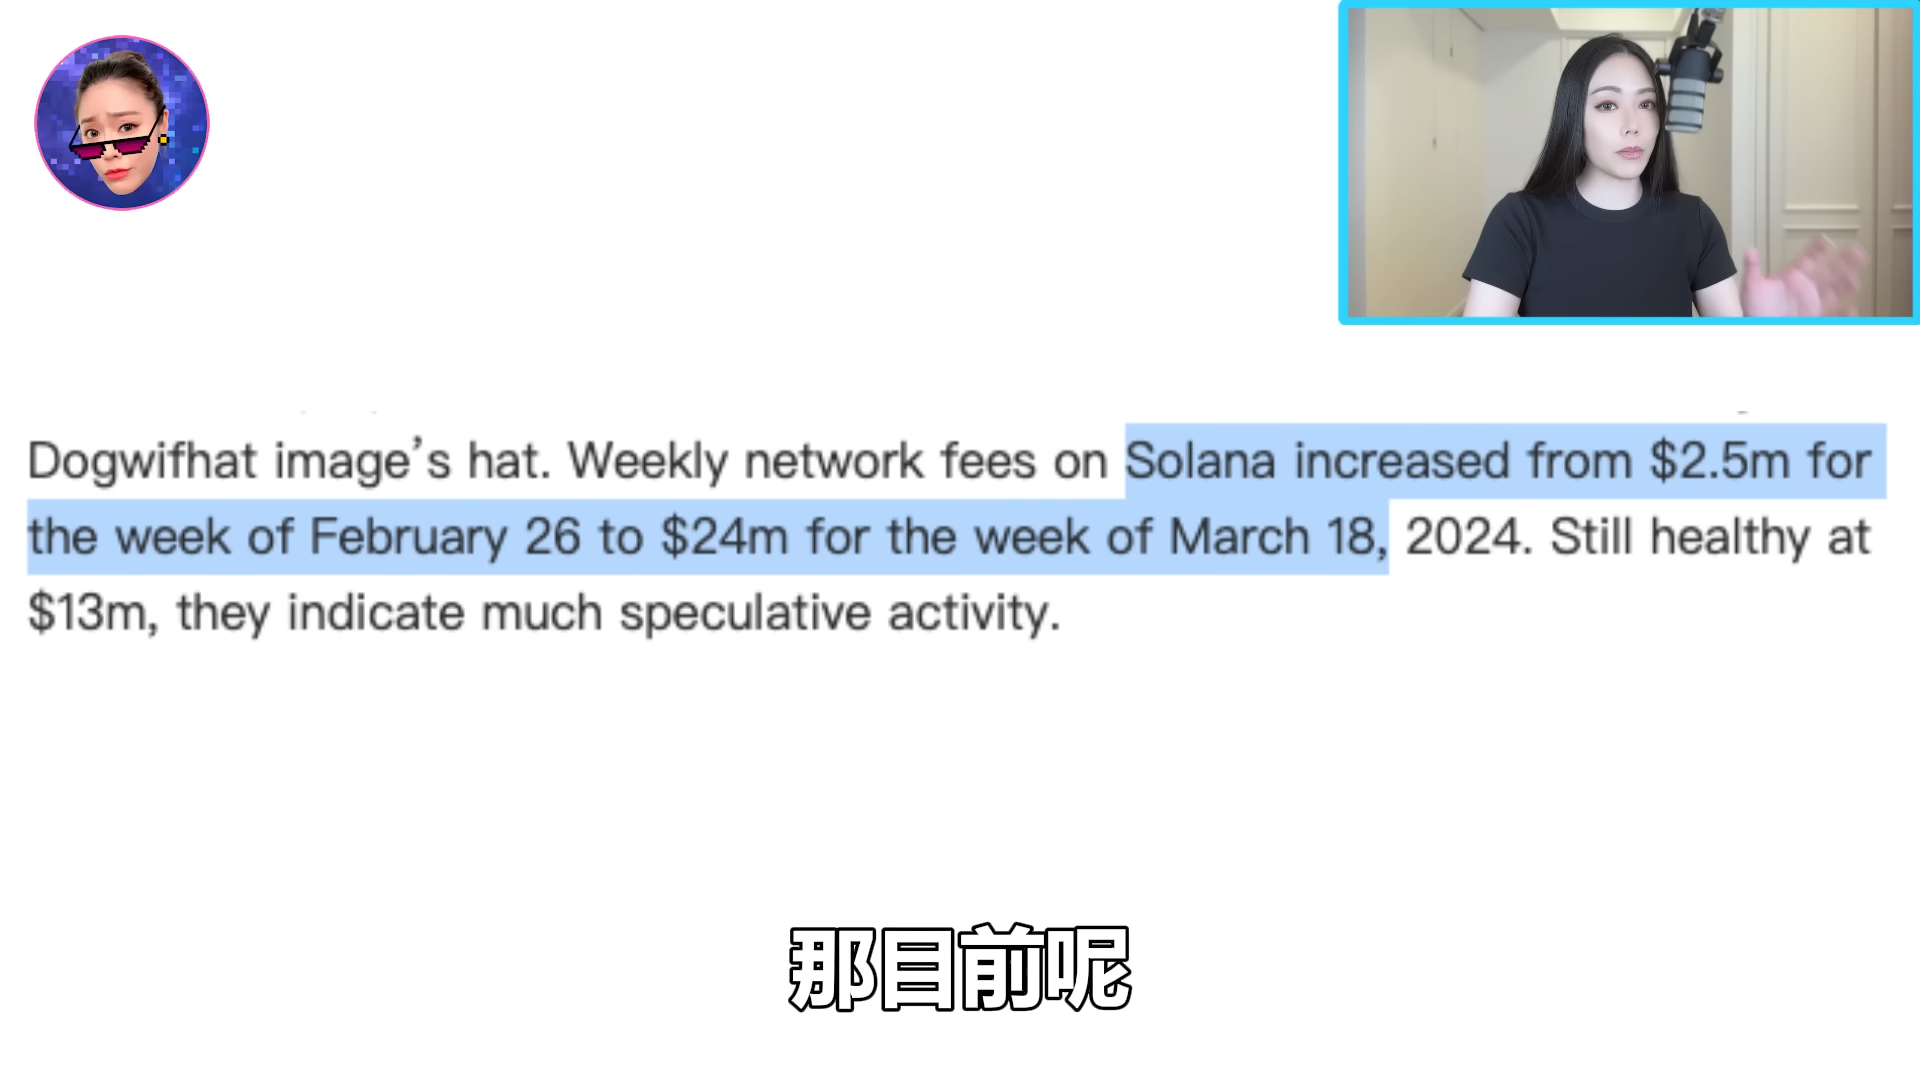 Dogwifhat image’s hat. Weekly network fees on Solana increased from $2.5m for
the week of February 26 to $24m for the week of March 18, 2024. Still healthy at
$13m, they indicate much speculative activity.
那目前呢